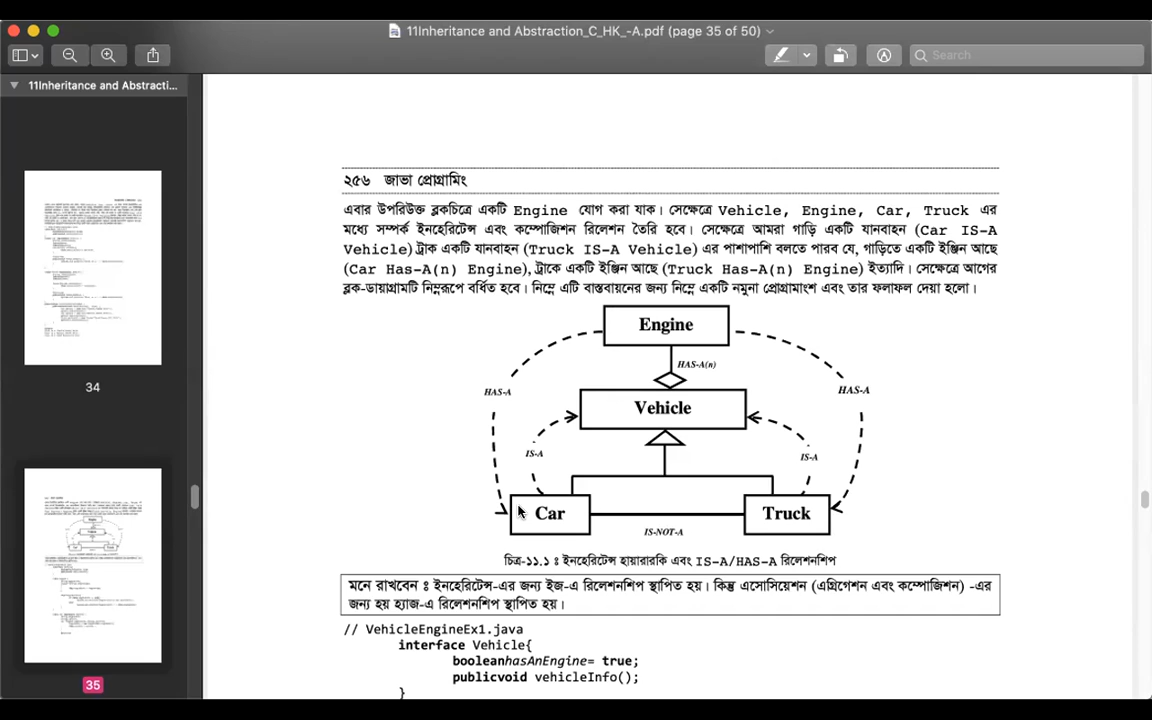 11Inheritance and Abstraction_C_HK_-A.pdf (page 35 of 50)
Search
11Inheritance and Abstracti...
34
35
২৫৬ জাভা প্রোগ্রামিং
এবার উপরিউক্ত ব্লকচিত্রে একটি Engine যোগ করা যাক। সেক্ষেত্রে Vehicle, Engine, Car, Truck এর
মধ্যে সম্পর্ক ইনহেরিটেন্স এবং কম্পোজিশন রিলেশন তৈরি হবে। সেক্ষেত্রে আমরা গাড়ি একটি যানবাহন (Car IS-A
Vehicle) ট্রাক একটি যানবাহন (Truck IS-A Vehicle) এর পাশাপাশি বলতে পারব যে, গাড়িতে একটি ইঞ্জিন আছে
(Car Has-A(n) Engine), ট্রাকে একটি ইঞ্জিন আছে (Truck Has-A(n) Engine) ইত্যাদি। সেক্ষেত্রে আগের
ব্লক-ডায়াগ্রামটি নিম্নরূপে বর্ধিত হবে। নিম্নে এটি বাস্তবায়নের জন্য নিম্নে একটি নমুনা প্রোগ্রামাংশ এবং তার ফলাফল দেয়া হলো।
Engine
HAS-A(n)
HAS-A
HAS-A
Vehicle
IS-A
IS-A
Car
Truck
IS-NOT-A
চিত্র-১১.১ : ইনহেরিটেন্স হায়ারারকি এবং IS-A/HAS-A রিলেশনশিপ
মনে রাখবেন : ইনহেরিটেন্স-এর জন্য ইজ-এ রিলেশনশিপ স্থাপিত হয়। কিন্তু এসোসিয়েশন (এগ্রিগেশন এবং কম্পোজিশন) -এর
জন্য হয় হ্যাজ-এ রিলেশনশিপ স্থাপিত হয়।
// VehicleEngineEx1.java
interface Vehicle{
booleanhasAnEngine= true;
publicvoid vehicleInfo();
}